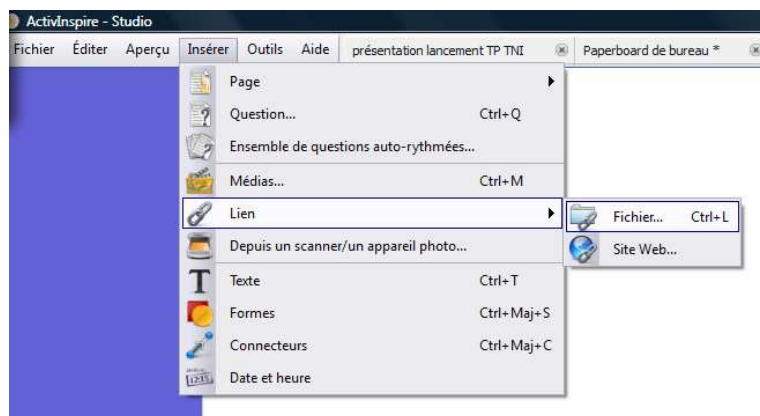 ActivInspire - Studio
Fichier Éditer Aperçu Insérer Outils Aide présentation lancement TP TNI Paperboard de bureau *
Page
Question... Ctrl+Q
Ensemble de questions auto-rythmées...
Médias... Ctrl+M
Lien
Fichier... Ctrl+L
Depuis un scanner/un appareil photo...
Site Web...
Texte Ctrl+T
Formes Ctrl+Maj+S
Connecteurs Ctrl+Maj+C
Date et heure